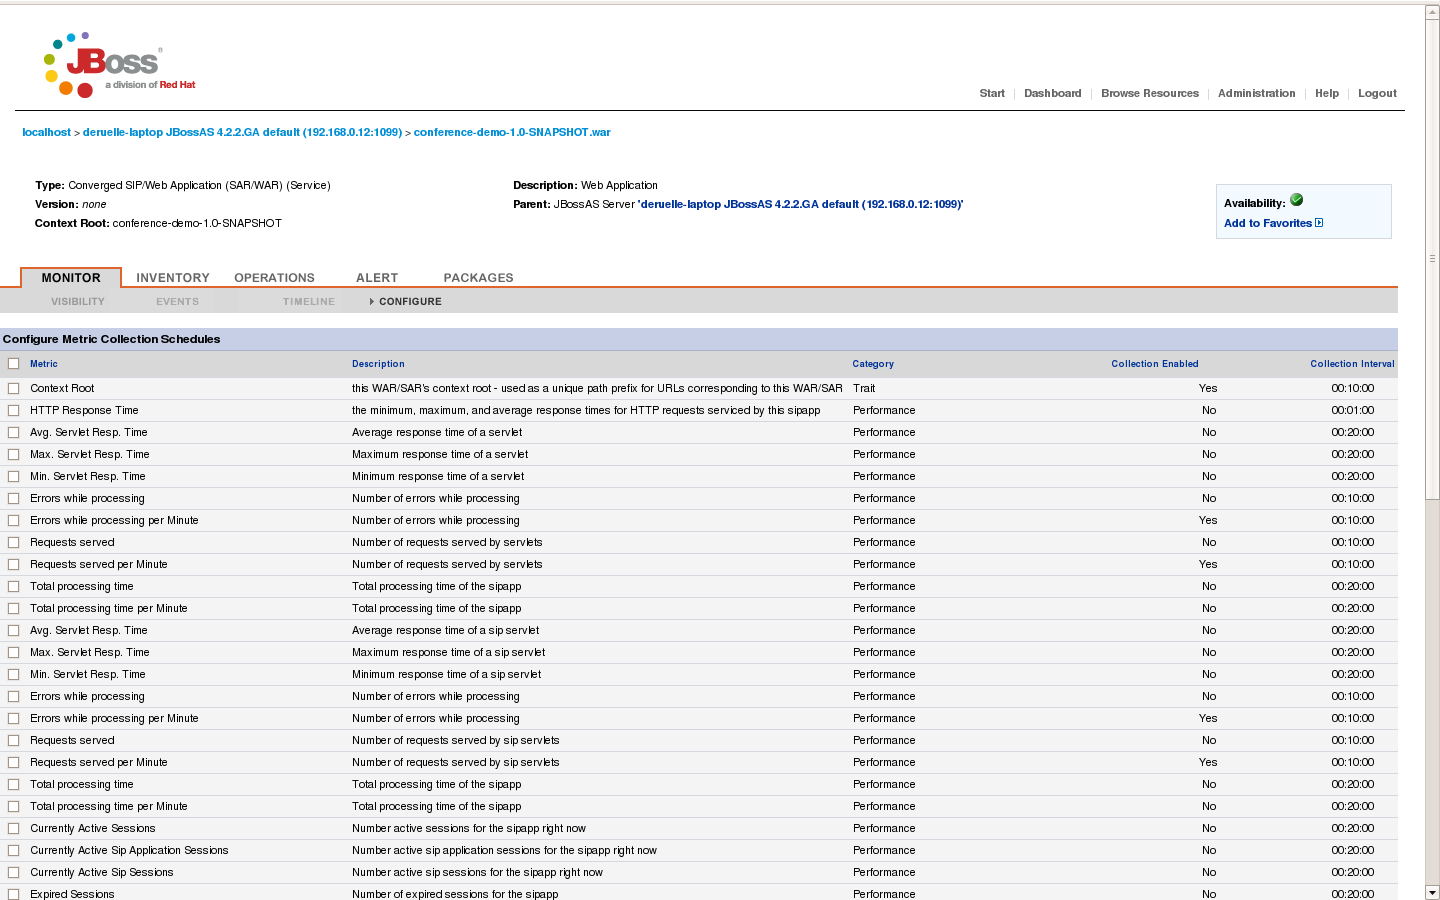 JBoss®
a division of Red Hat
Start Dashboard Browse Resources Administration Help Logout
localhost > deruelle-laptop JBossAS 4.2.2.GA default (192.168.0.12:1099) > conference-demo-1.0-SNAPSHOT.war
Type: Converged SIP/Web Application (SAR/WAR) (Service) Description: Web Application
Version: none Parent: JBossAS Server 'deruelle-laptop JBossAS 4.2.2.GA default (192.168.0.12:1099)' Availability:
Context Root: conference-demo-1.0-SNAPSHOT Add to Favorites
MONITOR INVENTORY OPERATIONS ALERT PACKAGES
VISIBILITY EVENTS TIMELINE CONFIGURE
Configure Metric Collection Schedules
Metric Description Category Collection Enabled Collection Interval
Context Root this WAR/SAR's context root - used as a unique path prefix for URLs corresponding to this WAR/SAR Trait Yes 00:10:00
HTTP Response Time the minimum, maximum, and average response times for HTTP requests serviced by this sipapp Performance No 00:01:00
Avg. Servlet Resp. Time Average response time of a servlet Performance No 00:20:00
Max. Servlet Resp. Time Maximum response time of a servlet Performance No 00:20:00
Min. Servlet Resp. Time Minimum response time of a servlet Performance No 00:20:00
Errors while processing Number of errors while processing Performance No 00:10:00
Errors while processing per Minute Number of errors while processing Performance Yes 00:10:00
Requests served Number of requests served by servlets Performance No 00:10:00
Requests served per Minute Number of requests served by servlets Performance Yes 00:10:00
Total processing time Total processing time of the sipapp Performance No 00:20:00
Total processing time per Minute Total processing time of the sipapp Performance No 00:20:00
Avg. Servlet Resp. Time Average response time of a sip servlet Performance No 00:20:00
Max. Servlet Resp. Time Maximum response time of a sip servlet Performance No 00:20:00
Min. Servlet Resp. Time Minimum response time of a sip servlet Performance No 00:20:00
Errors while processing Number of errors while processing Performance No 00:10:00
Errors while processing per Minute Number of errors while processing Performance Yes 00:10:00
Requests served Number of requests served by sip servlets Performance No 00:10:00
Requests served per Minute Number of requests served by sip servlets Performance Yes 00:10:00
Total processing time Total processing time of the sipapp Performance No 00:20:00
Total processing time per Minute Total processing time of the sipapp Performance No 00:20:00
Currently Active Sessions Number active sessions for the sipapp right now Performance No 00:20:00
Currently Active Sip Application Sessions Number active sip application sessions for the sipapp right now Performance No 00:20:00
Currently Active Sip Sessions Number active sip sessions for the sipapp right now Performance No 00:20:00
Expired Sessions Number of expired sessions for the sipapp Performance No 00:20:00